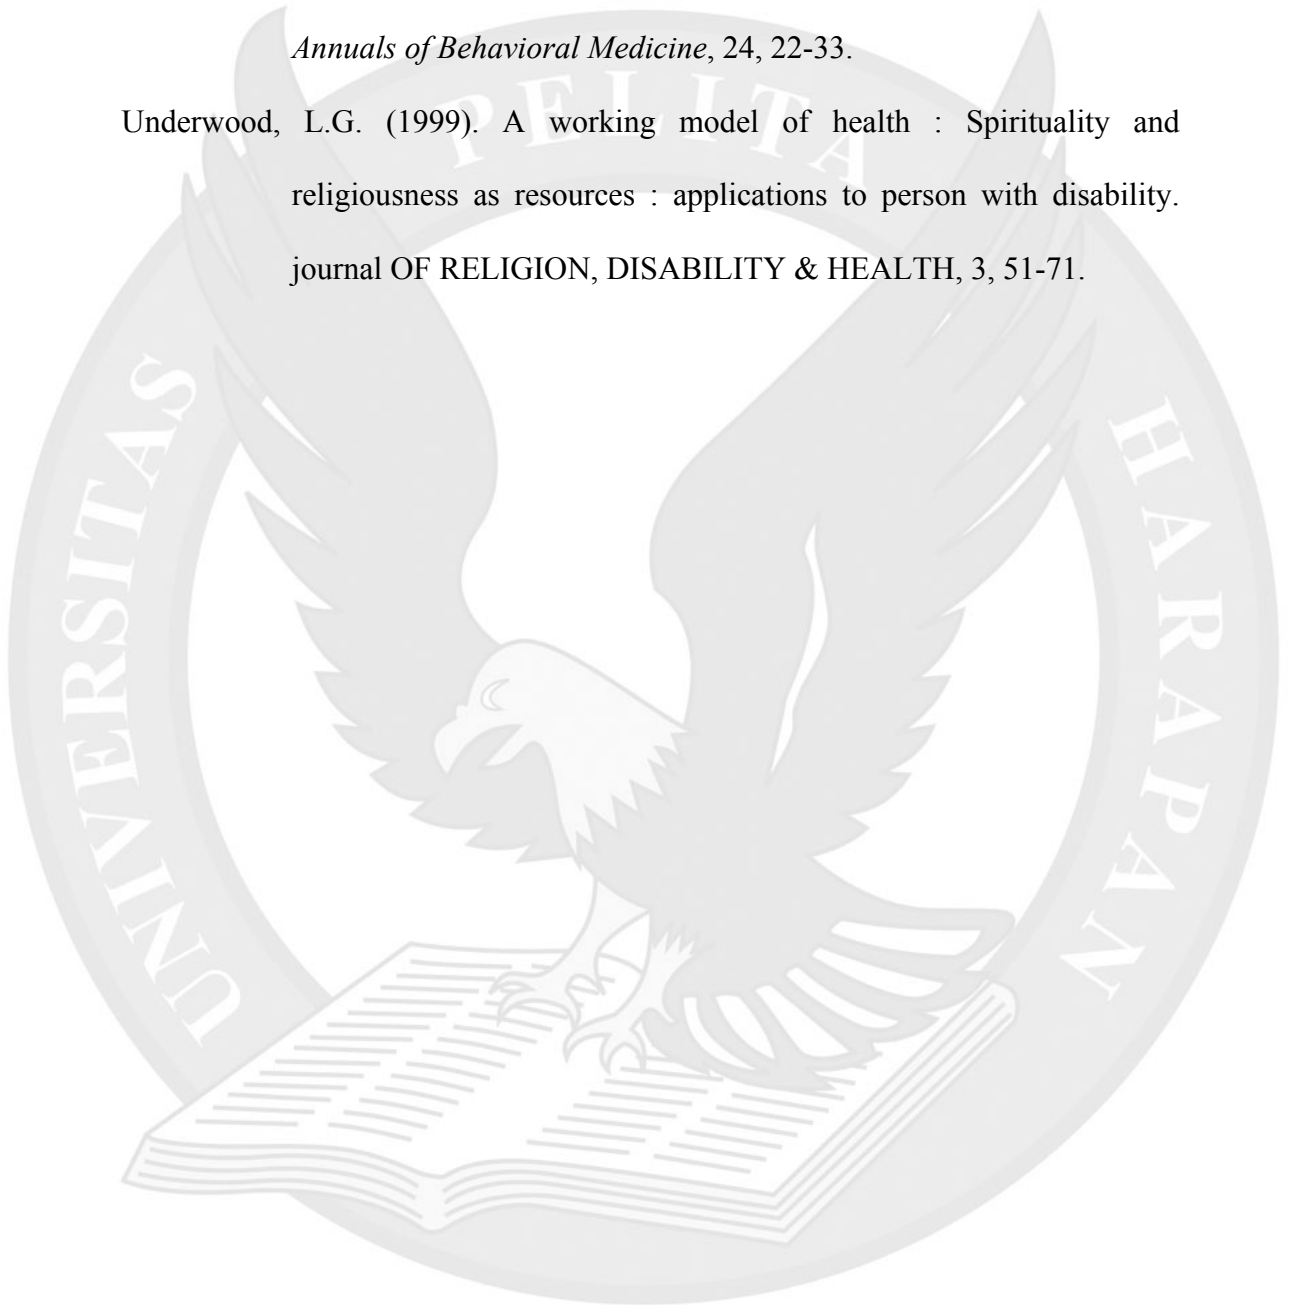 Annuals of Behavioral Medicine, 24, 22-33.
Underwood, L.G. (1999). A working model of health : Spirituality and
religiousness as resources : applications to person with disability.
journal OF RELIGION, DISABILITY & HEALTH, 3, 51-71.
UNIVERSITAS PELITA HARAPAN